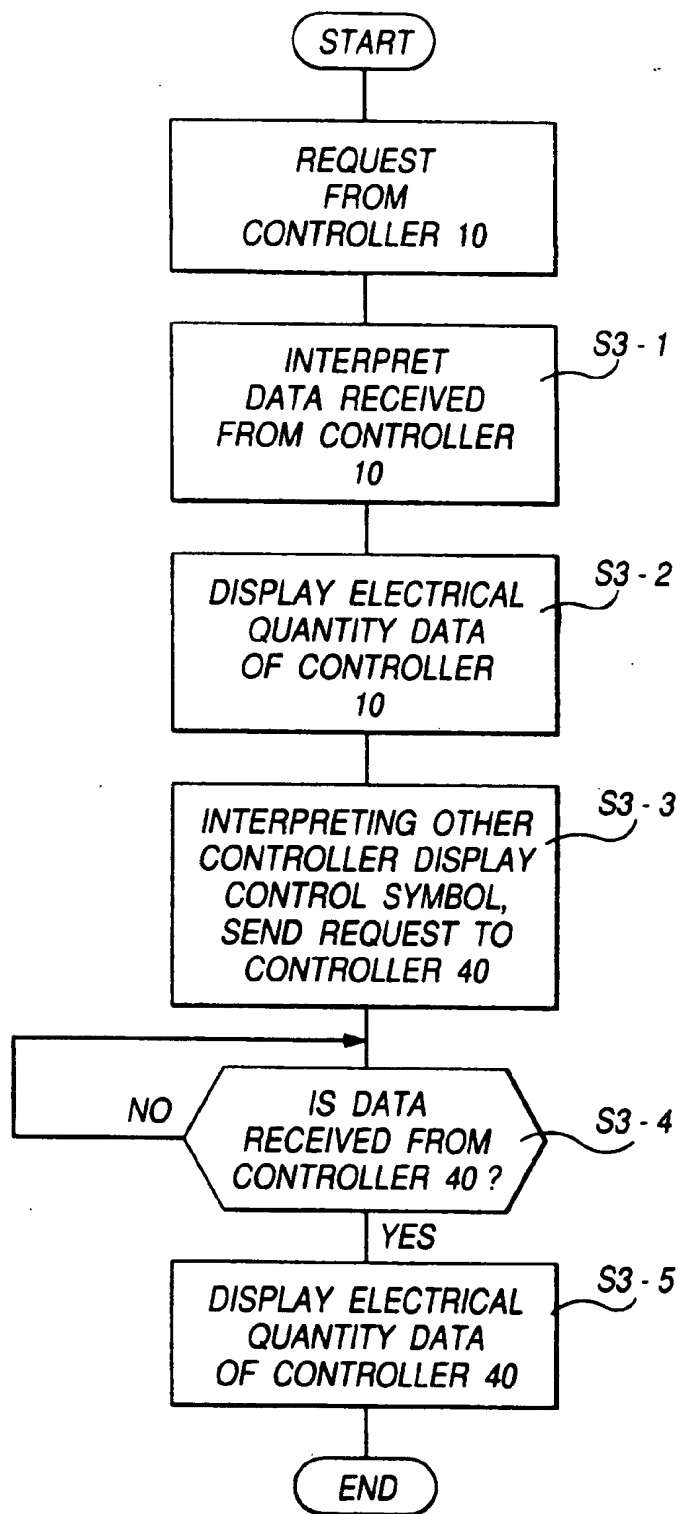 START
REQUEST
FROM
CONTROLLER 10
S3-1
INTERPRET
DATA RECEIVED
FROM CONTROLLER
10
S3-2
DISPLAY ELECTRICAL
QUANTITY DATA
OF CONTROLLER
10
S3-3
INTERPRETING OTHER
CONTROLLER DISPLAY
CONTROL SYMBOL,
SEND REQUEST TO
CONTROLLER 40
NO
IS DATA
RECEIVED FROM
CONTROLLER 40 ?
S3-4
YES
S3-5
DISPLAY ELECTRICAL
QUANTITY DATA
OF CONTROLLER 40
END